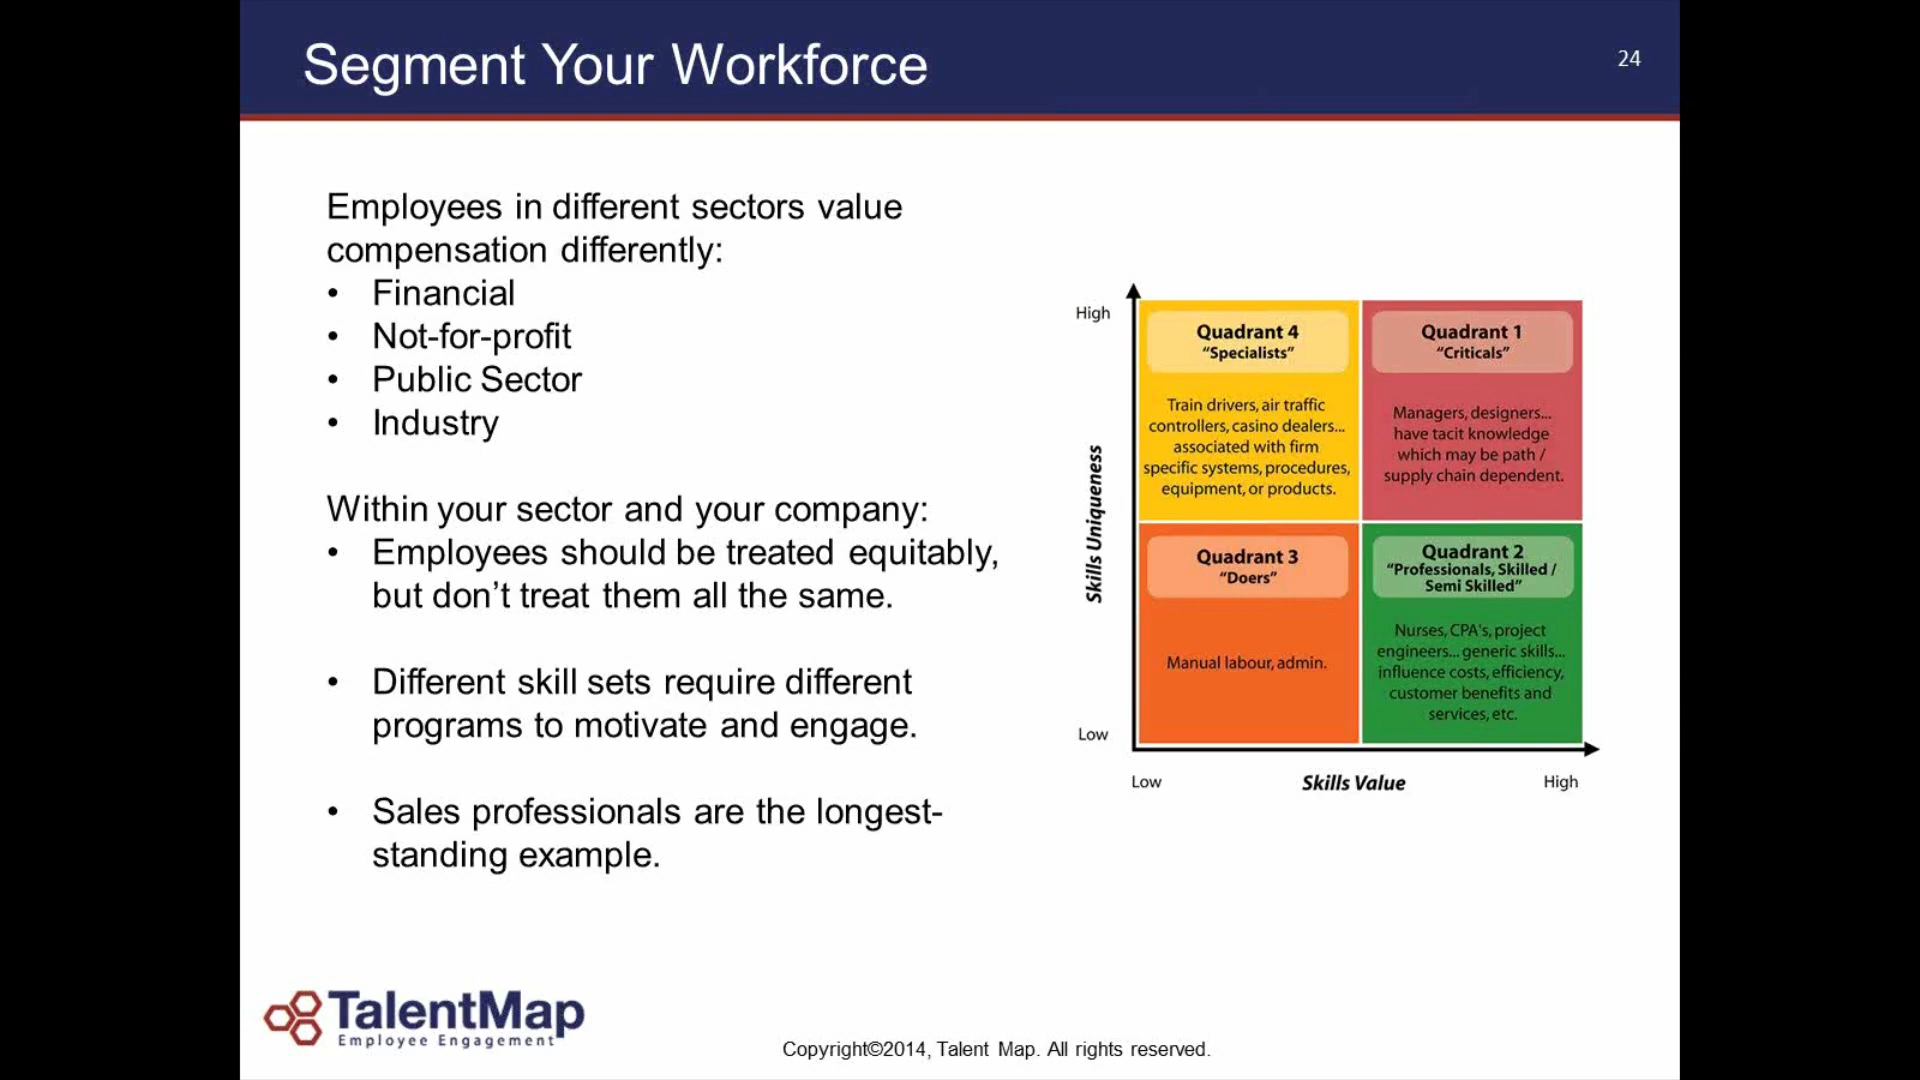 Segment Your Workforce
24
Employees in different sectors value
compensation differently:
• Financial
• Not-for-profit
• Public Sector
• Industry
Within your sector and your company:
• Employees should be treated equitably,
but don’t treat them all the same.
• Different skill sets require different
programs to motivate and engage.
• Sales professionals are the longest-
standing example.
High
Skills Uniqueness
Low
Quadrant 4
“Specialists”
Train drivers, air traffic
controllers, casino dealers...
associated with firm
specific systems, procedures,
equipment, or products.
Quadrant 1
“Criticals”
Managers, designers...
have tacit knowledge
which may be path /
supply chain dependent.
Quadrant 3
“Doers”
Manual labour, admin.
Quadrant 2
“Professionals, Skilled /
Semi Skilled”
Nurses, CPA's, project
engineers... generic skills...
influence costs, efficiency,
customer benefits and
services, etc.
Low
Skills Value
High
TalentMap
Employee Engagement
Copyright©2014, Talent Map. All rights reserved.